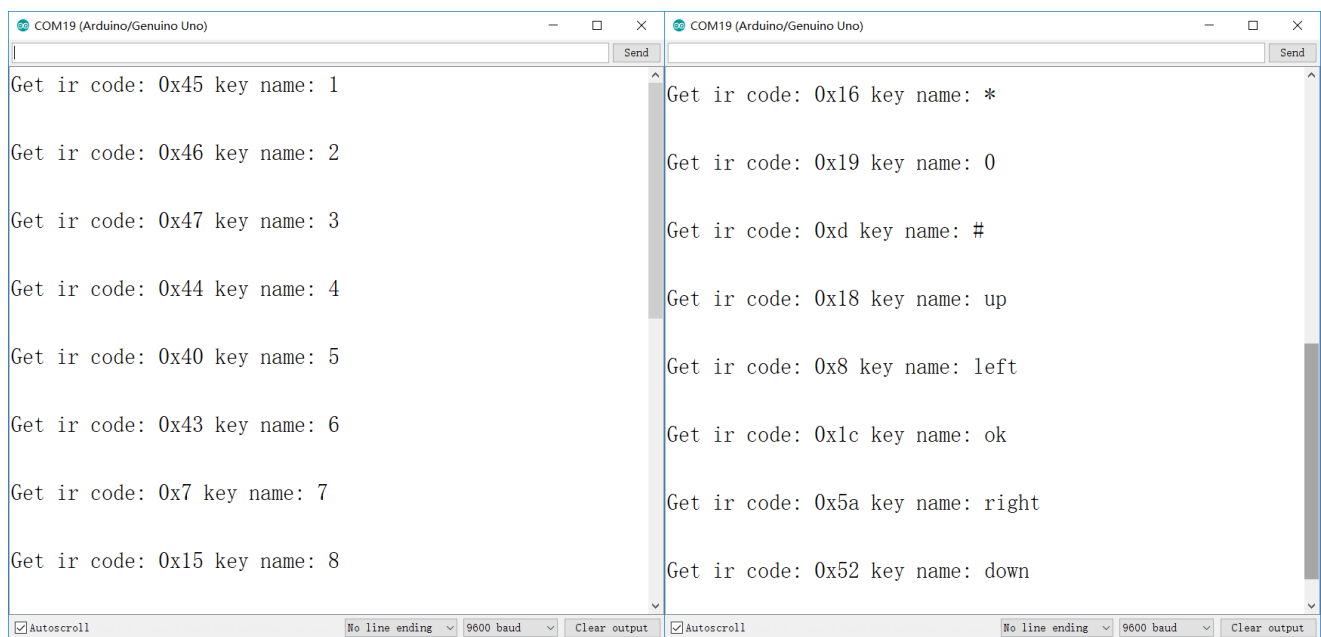 COM19 (Arduino/Genuino Uno)
Send
Get ir code: 0x45 key name: 1
Get ir code: 0x46 key name: 2
Get ir code: 0x47 key name: 3
Get ir code: 0x44 key name: 4
Get ir code: 0x40 key name: 5
Get ir code: 0x43 key name: 6
Get ir code: 0x7 key name: 7
Get ir code: 0x15 key name: 8
Autoscroll
No line ending
9600 baud
Clear output
COM19 (Arduino/Genuino Uno)
Send
Get ir code: 0x16 key name: *
Get ir code: 0x19 key name: 0
Get ir code: 0xd key name: #
Get ir code: 0x18 key name: up
Get ir code: 0x8 key name: left
Get ir code: 0x1c key name: ok
Get ir code: 0x5a key name: right
Get ir code: 0x52 key name: down
Autoscroll
No line ending
9600 baud
Clear output